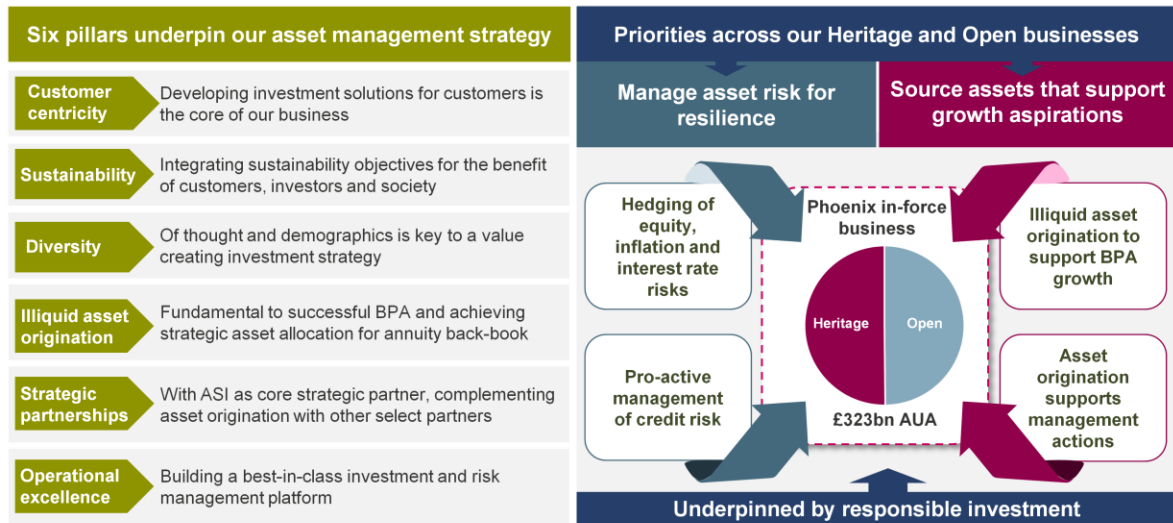 Six pillars underpin our asset management strategy
Customer
centricity
Developing investment solutions for customers is
the core of our business
Sustainability
Integrating sustainability objectives for the benefit
of customers, investors and society
Diversity
Of thought and demographics is key to a value
creating investment strategy
Illiquid asset
origination
Fundamental to successful BPA and achieving
strategic asset allocation for annuity back-book
Strategic
partnerships
With ASI as core strategic partner, complementing
asset origination with other select partners
Operational
excellence
Building a best-in-class investment and risk
management platform
Priorities across our Heritage and Open businesses
Manage asset risk for
resilience
Source assets that support
growth aspirations
Hedging of
equity,
inflation and
interest rate
risks
Pro-active
management
of credit risk
Phoenix in-force
business
Heritage
Open
£323bn AUA
Illiquid asset
origination to
support BPA
growth
Asset
origination
supports
management
actions
Underpinned by responsible investment